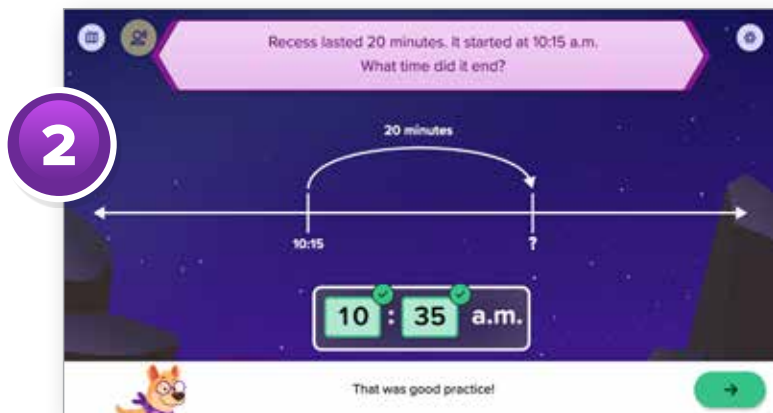 Recess lasted 20 minutes. It started at 10:15 a.m.
What time did it end?
2
20 minutes
10:15
?
10 : 35 a.m.
That was good practice!